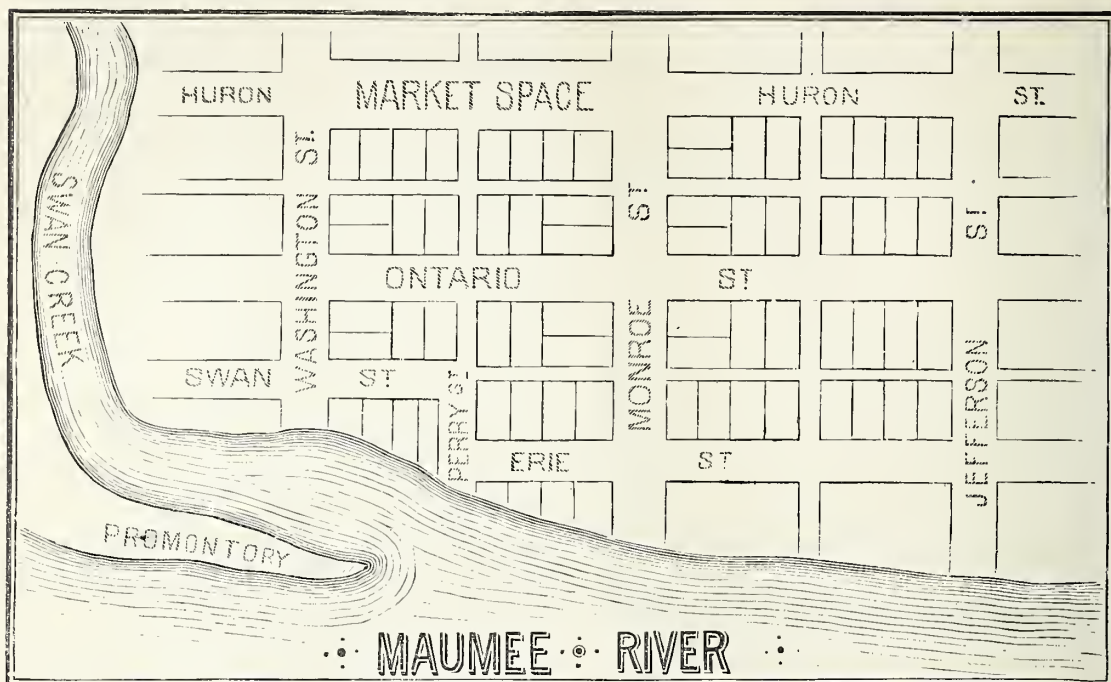 HURON MARKET SPACE HURON ST.
WASHINGTON ST.
MONROE ST.
JEFFERSON ST.
SWAN CREEK
ONTARIO ST.
SWAN ST.
PERRY ST.
ERIE ST.
PROMONTORY
MAUMEE RIVER